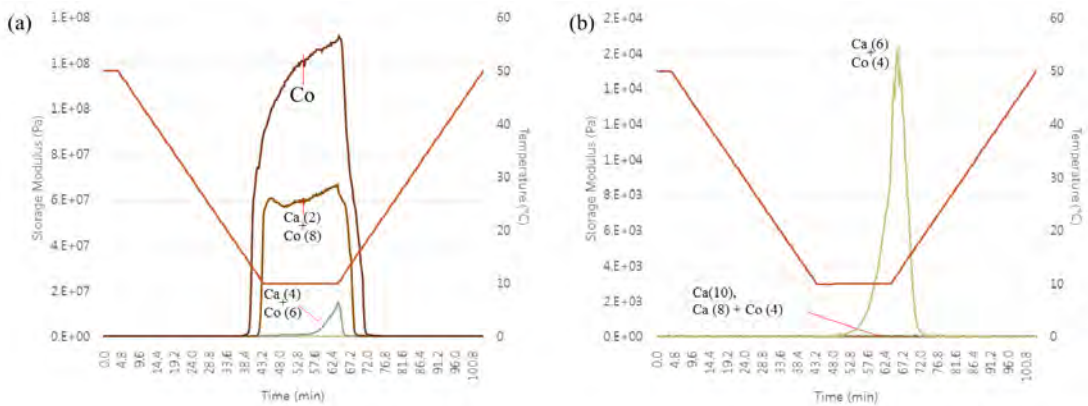 (a)
1.E+08
1.E+08
1.E+08
8.E+07
6.E+07
4.E+07
2.E+07
0.E+00
Storage Modulus (Pa)
60
50
40
30
20
10
0
Temperature (°C)
Co
Ca (2)
+
Co (8)
Ca (4)
+
Co (6)
0.0
4.8
9.6
14.4
19.2
24.0
28.8
33.6
38.4
43.2
48.0
52.8
57.6
62.4
67.2
72.0
76.8
81.6
86.4
91.2
96.0
100.8
Time (min)
(b)
2.E+04
2.E+04
1.E+04
1.E+04
1.E+04
8.E+03
6.E+03
3.E+03
2.E+03
0.E+00
Storage Modulus (Pa)
60
50
40
30
20
10
0
Temperature (°C)
Ca (6)
+
Co (4)
Ca(10),
Ca (8) + Co (4)
0.0
4.8
9.6
14.4
19.2
24.0
28.8
33.6
38.4
43.2
48.0
52.8
57.6
62.4
67.2
72.0
76.8
81.6
86.4
91.2
96.0
100.8
Time (min)